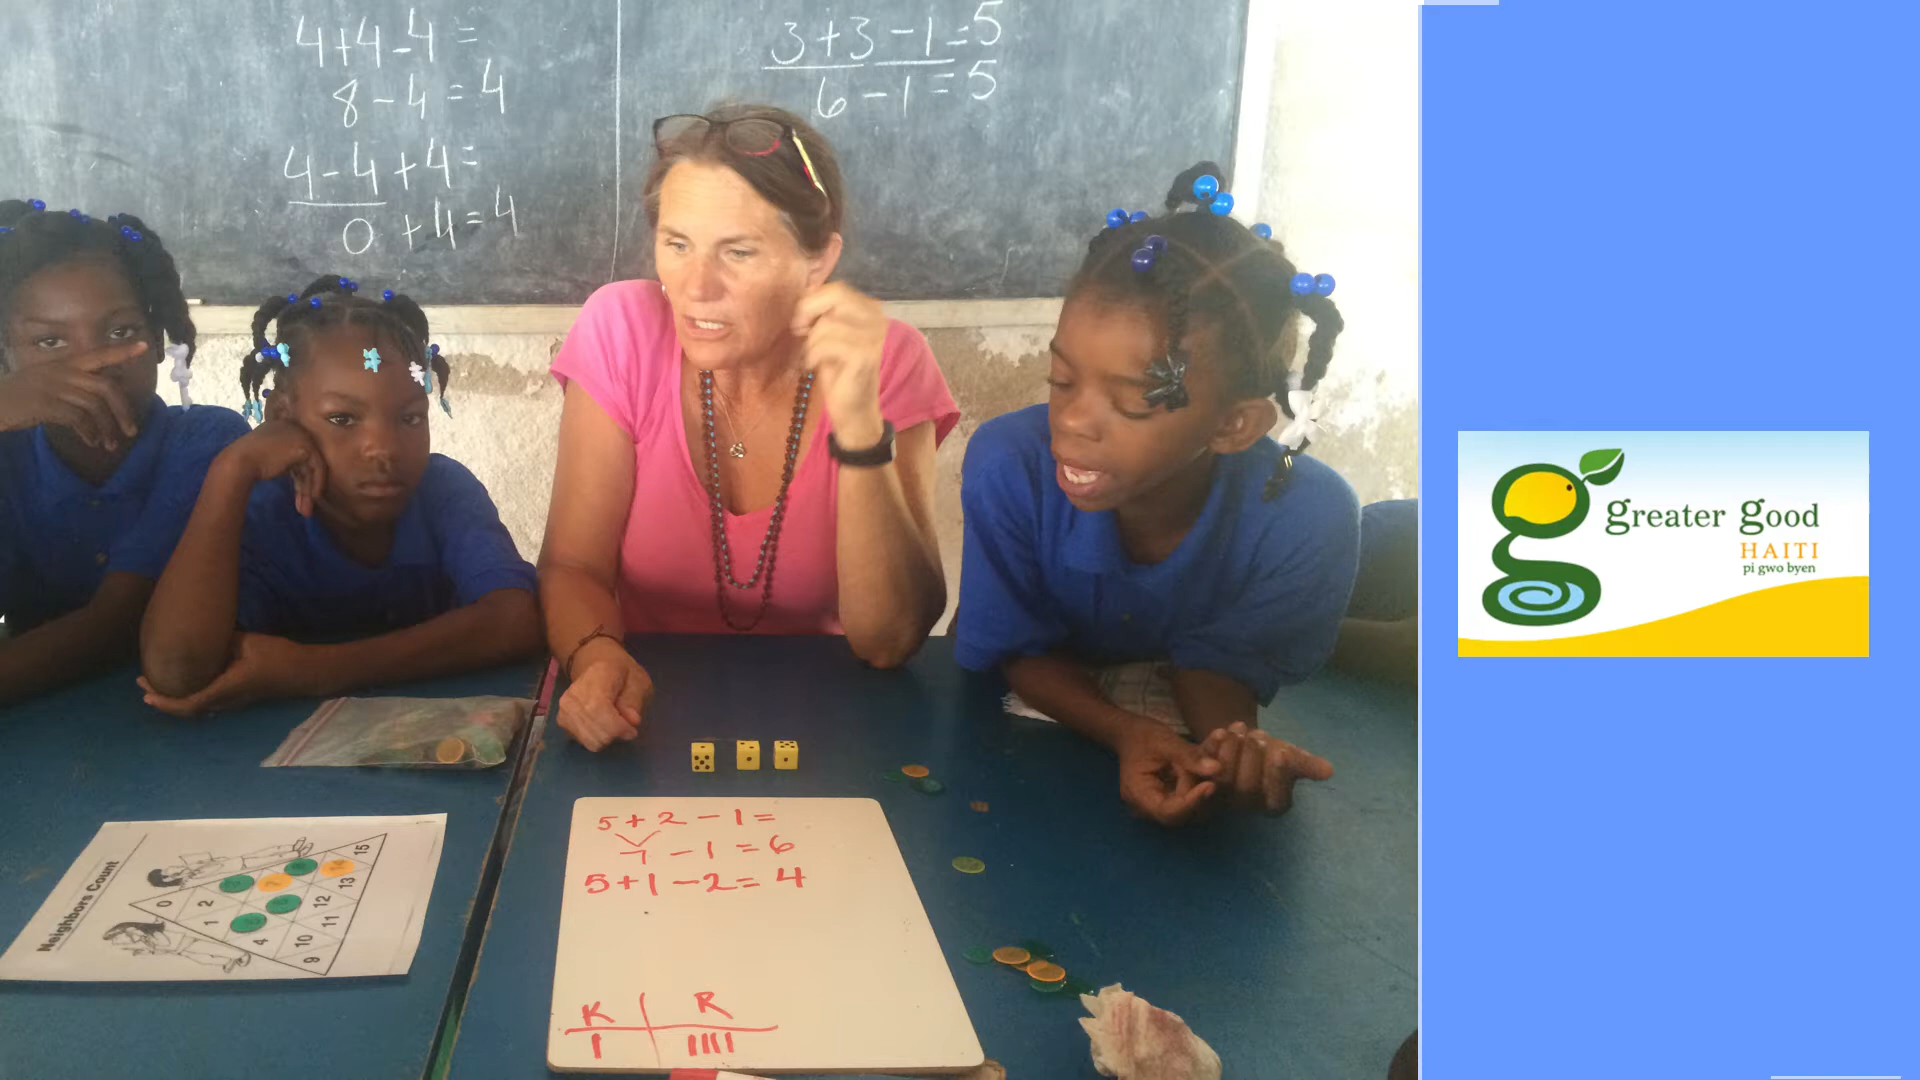 4+4-4=
8-4=4
4-4+4=
0+4=4
3+3-1=5
6-1=5
greater good
HAITI
pi gwo byen
5+2-1=
7-1=6
5+1-2=4
K R
I IIII
Neighbors Count
0
1 2
4
9 10 11 12 13 15